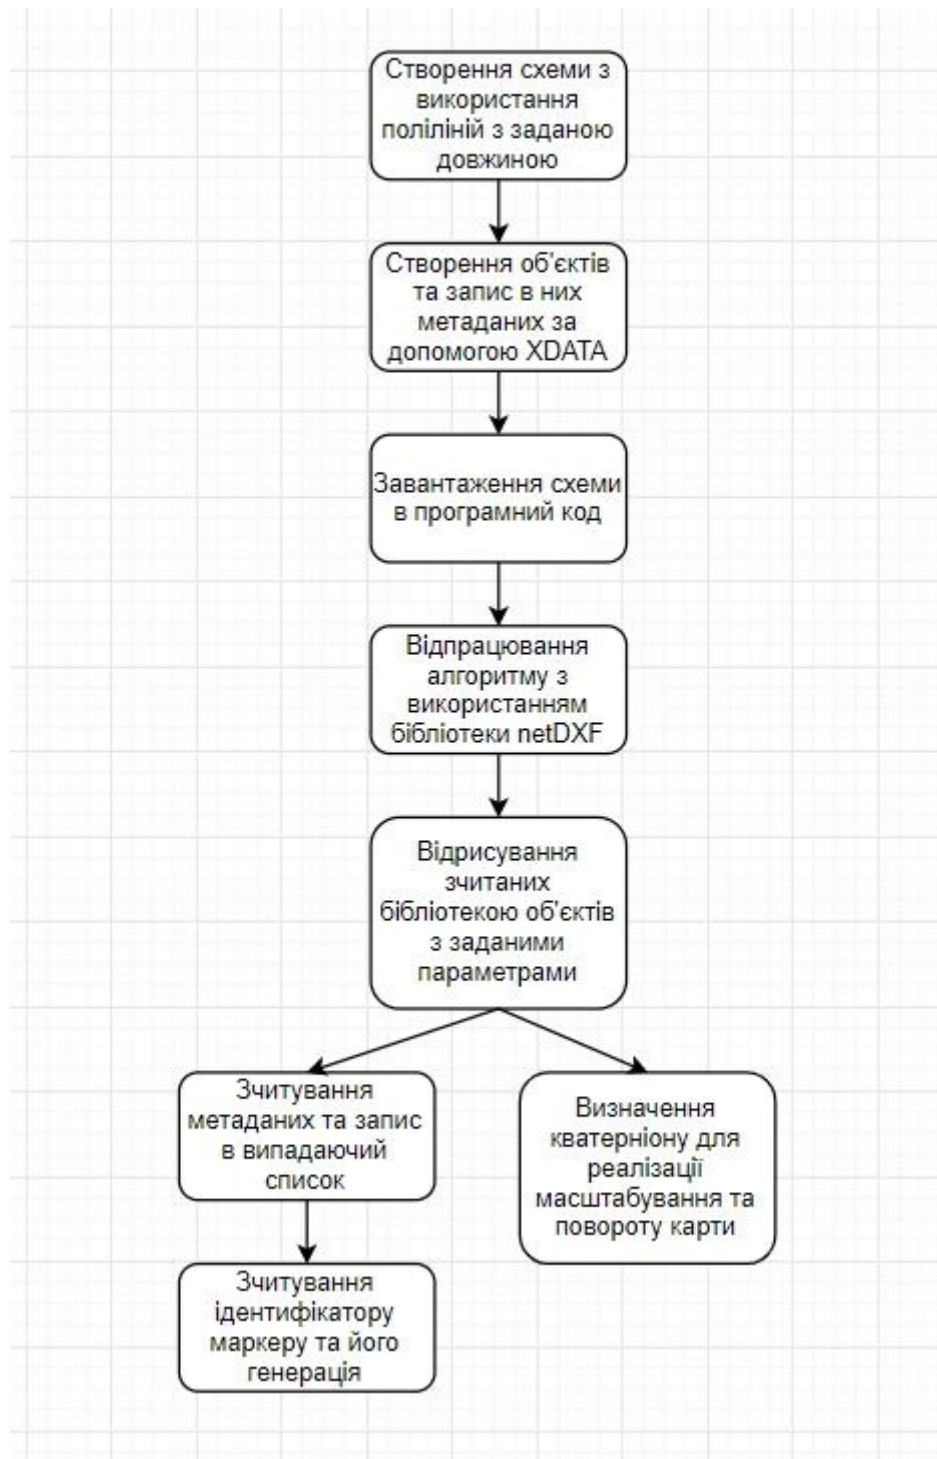 Створення схеми з
використання
поліліній з заданою
довжиною
Створення об'єктів
та запис в них
метаданих за
допомогою XDATA
Завантаження схеми
в програмний код
Відпрацювання
алгоритму з
використанням
бібліотеки netDXF
Відрисування
зчитаних
бібліотекою об'єктів
з заданими
параметрами
Зчитування
метаданих та запис
в випадаючий
список
Визначення
кватерніону для
реалізації
масштабування та
повороту карти
Зчитування
ідентифікатору
маркеру та його
генерація